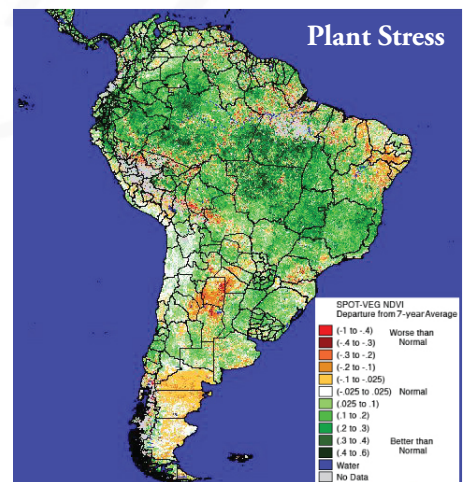 Plant Stress
SPOT-VEG NDVI
Departure from 7-year Average
(-1 to -.4) Worse than
(-.4 to -.3) Normal
(-.3 to -.2)
(-.2 to -.1)
(-.1 to -.025)
(-.025 to .025) Normal
(.025 to .1)
(.1 to .2)
(.2 to .3)
(.3 to .4) Better than
(.4 to .6) Normal
Water
No Data